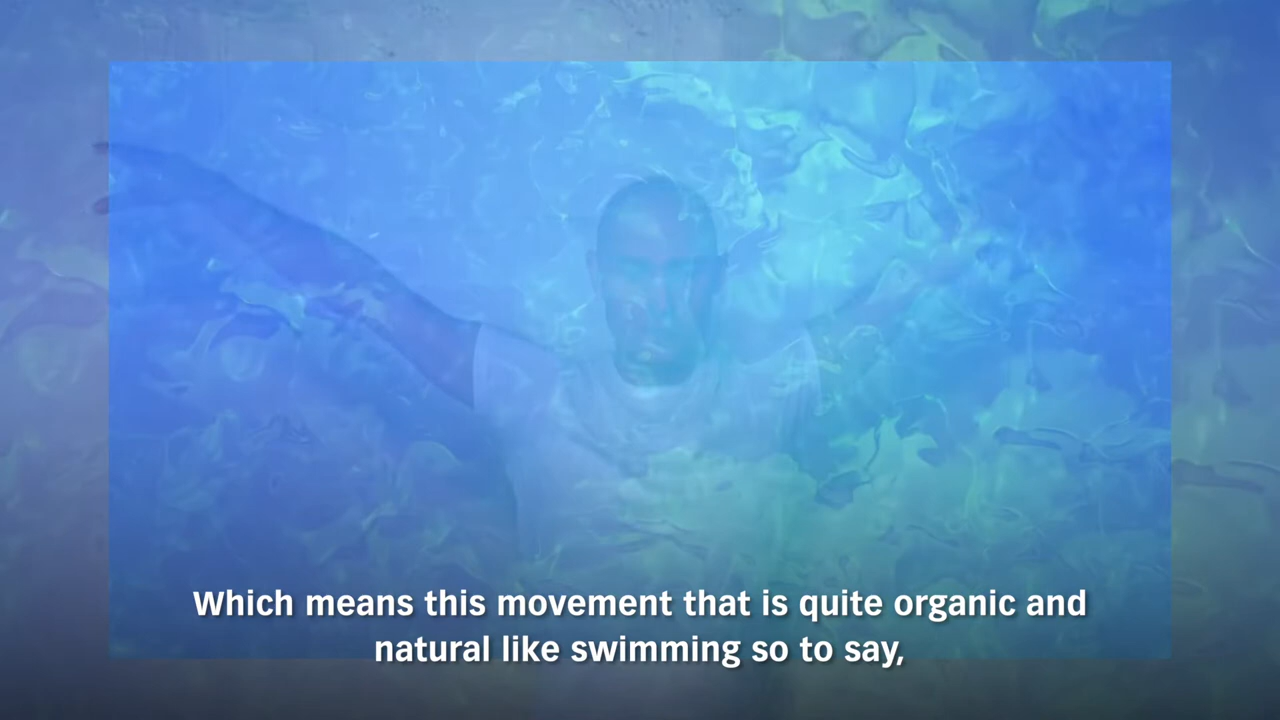 Which means this movement that is quite organic and
natural like swimming so to say,